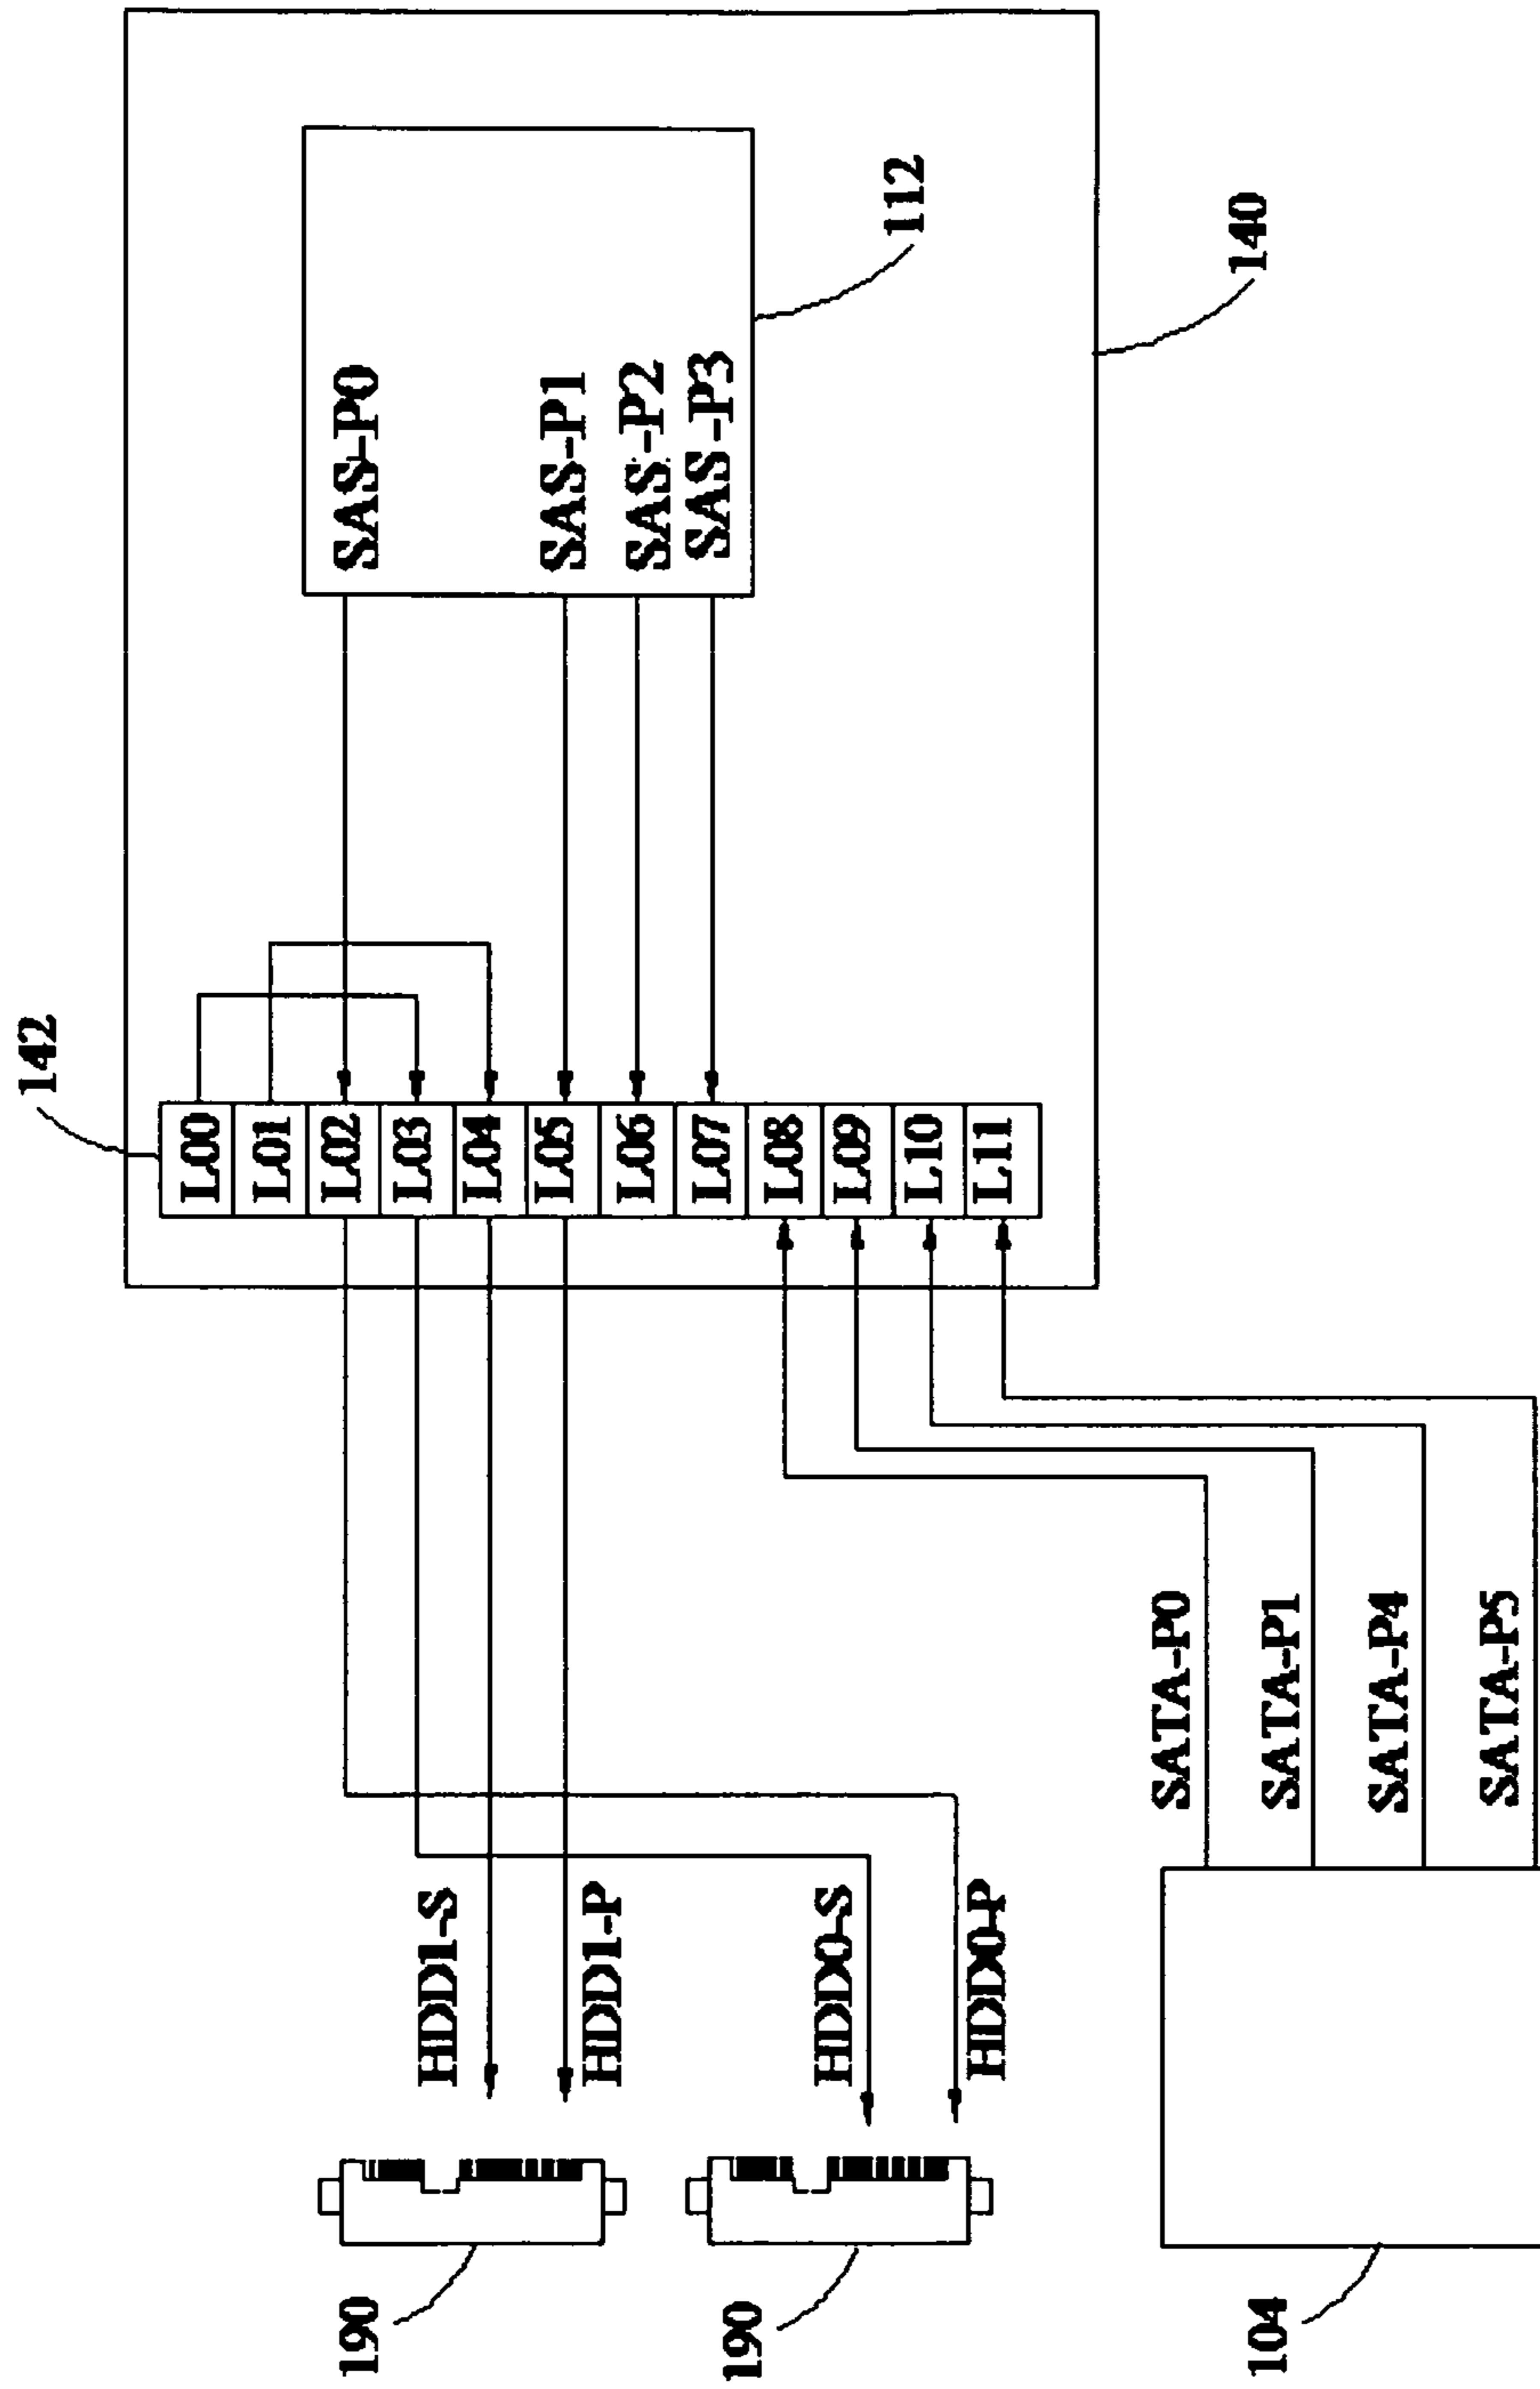 142
L00
L01
L02
L03
L04
L05
L06
L07
L08
L09
L10
L11
SAS-P0
SAS-P1
SAS-P2
SAS-P3
112
140
HDD1-S
HDD1-P
HDD0-S
HDD0-P
SATA-P0
SATA-P1
SATA-P4
SATA-P5
190
190
104